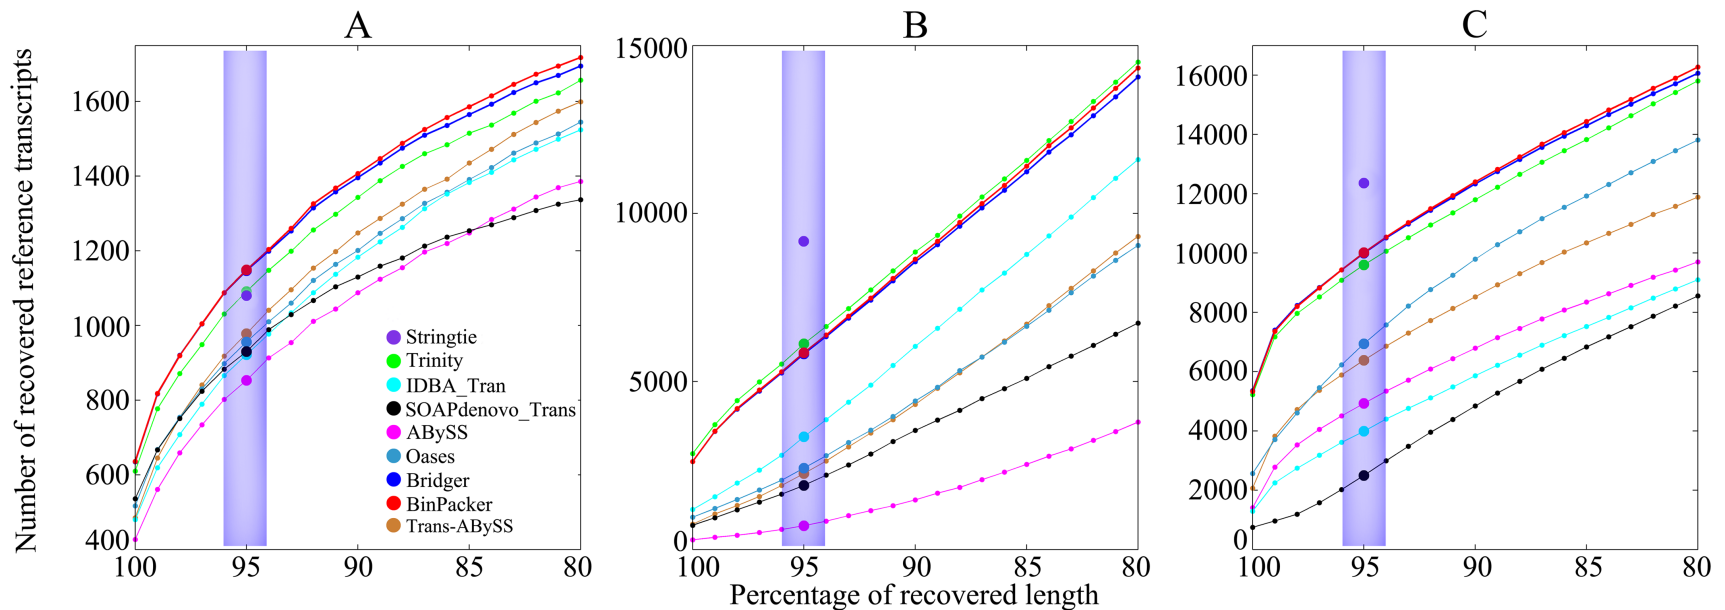 A
B
C
Number of recovered reference transcripts
1600
1400
1200
1000
800
600
400
100
95
90
85
80
Stringtie
Trinity
IDBA_Tran
SOAPdenovo_Trans
ABySS
Oases
Bridger
BinPacker
Trans-ABySS
15000
10000
5000
0
100
95
90
85
80
16000
14000
12000
10000
8000
6000
4000
2000
0
100
95
90
85
80
Percentage of recovered length